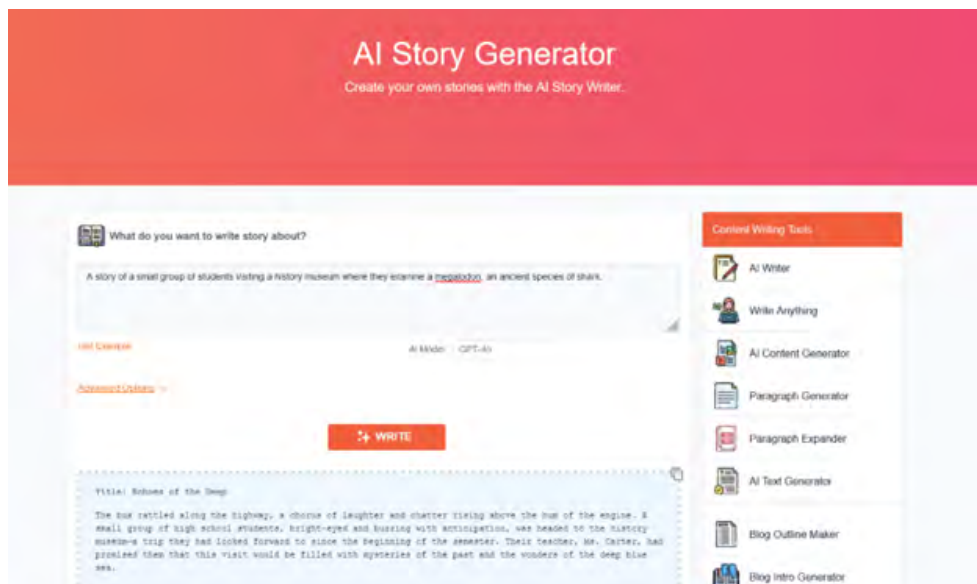 AI Story Generator
Create your own stories with the AI Story Writer.
What do you want to write story about?
A story of a small group of students visiting a history museum where they examine a megalodon, an ancient species of shark.
AI Model
GPT-4o
Advanced Options
WRITE
Title: Echoes of the Deep
The bus rattled along the highway, a chorus of laughter and chatter rising above the hum of the engine. A
small group of high school students, bright-eyed and buzzing with anticipation, was headed to the history
museum-a trip they had looked forward to since the beginning of the semester. Their teacher, Ms. Carter, had
promised them that this visit would be filled with mysteries of the past and the wonders of the deep blue
sea.
Content Writing Tools
AI Writer
Write Anything
AI Content Generator
Paragraph Generator
Paragraph Expander
AI Text Generator
Blog Outline Maker
Blog Intro Generator